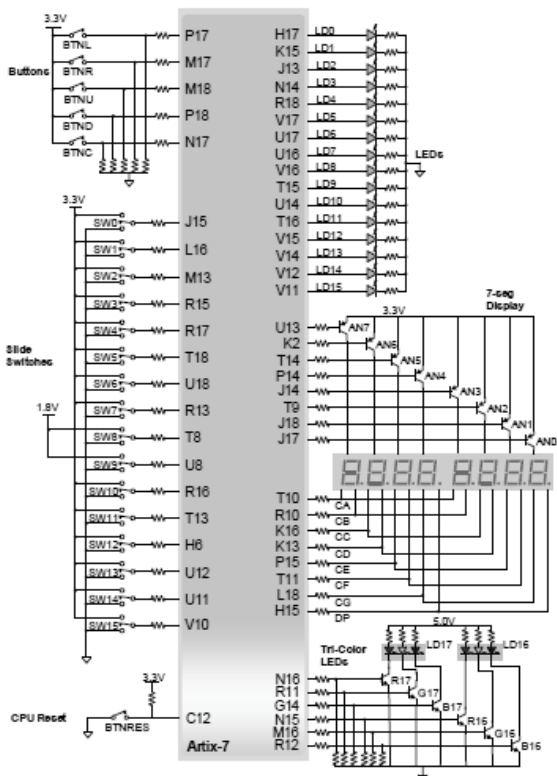 3.3V
BTNL
BTNR
BTNU
BTND
BTNC
Buttons
P17
M17
M18
P18
N17
3.3V
SW0
SW1
SW2
SW3
SW4
SW5
SW6
SW7
1.8V
SW8
SW9
SW10
SW11
SW12
SW13
SW14
SW15
Slide
Switches
J15
L16
M13
R15
R17
T18
U18
R13
T8
U8
R16
T13
H6
U12
U11
V10
3.3V
CPU Reset
BTNRES
C12
Artix-7
H17 LD0
K15 LD1
J13 LD2
N14 LD3
R18 LD4
V17 LD5
U17 LD6
U16 LD7
V16 LD8
T15 LD9
U14 LD10
T16 LD11
V15 LD12
V14 LD13
V12 LD14
V11 LD15
LEDs
7-seg
Display
3.3V
U13 AN7
K2 AN6
T14 AN5
P14 AN4
J14 AN3
T9 AN2
J18 AN1
J17 AN0
T10 CA
R10 CB
K16 CC
K13 CD
P15 CE
T11 CF
L18 CG
H15 DP
5.0V
Tri-Color
LEDs
LD17
LD16
N16 R17
R11 G17
G14 B17
N15 R16
M16 G16
R12 B16